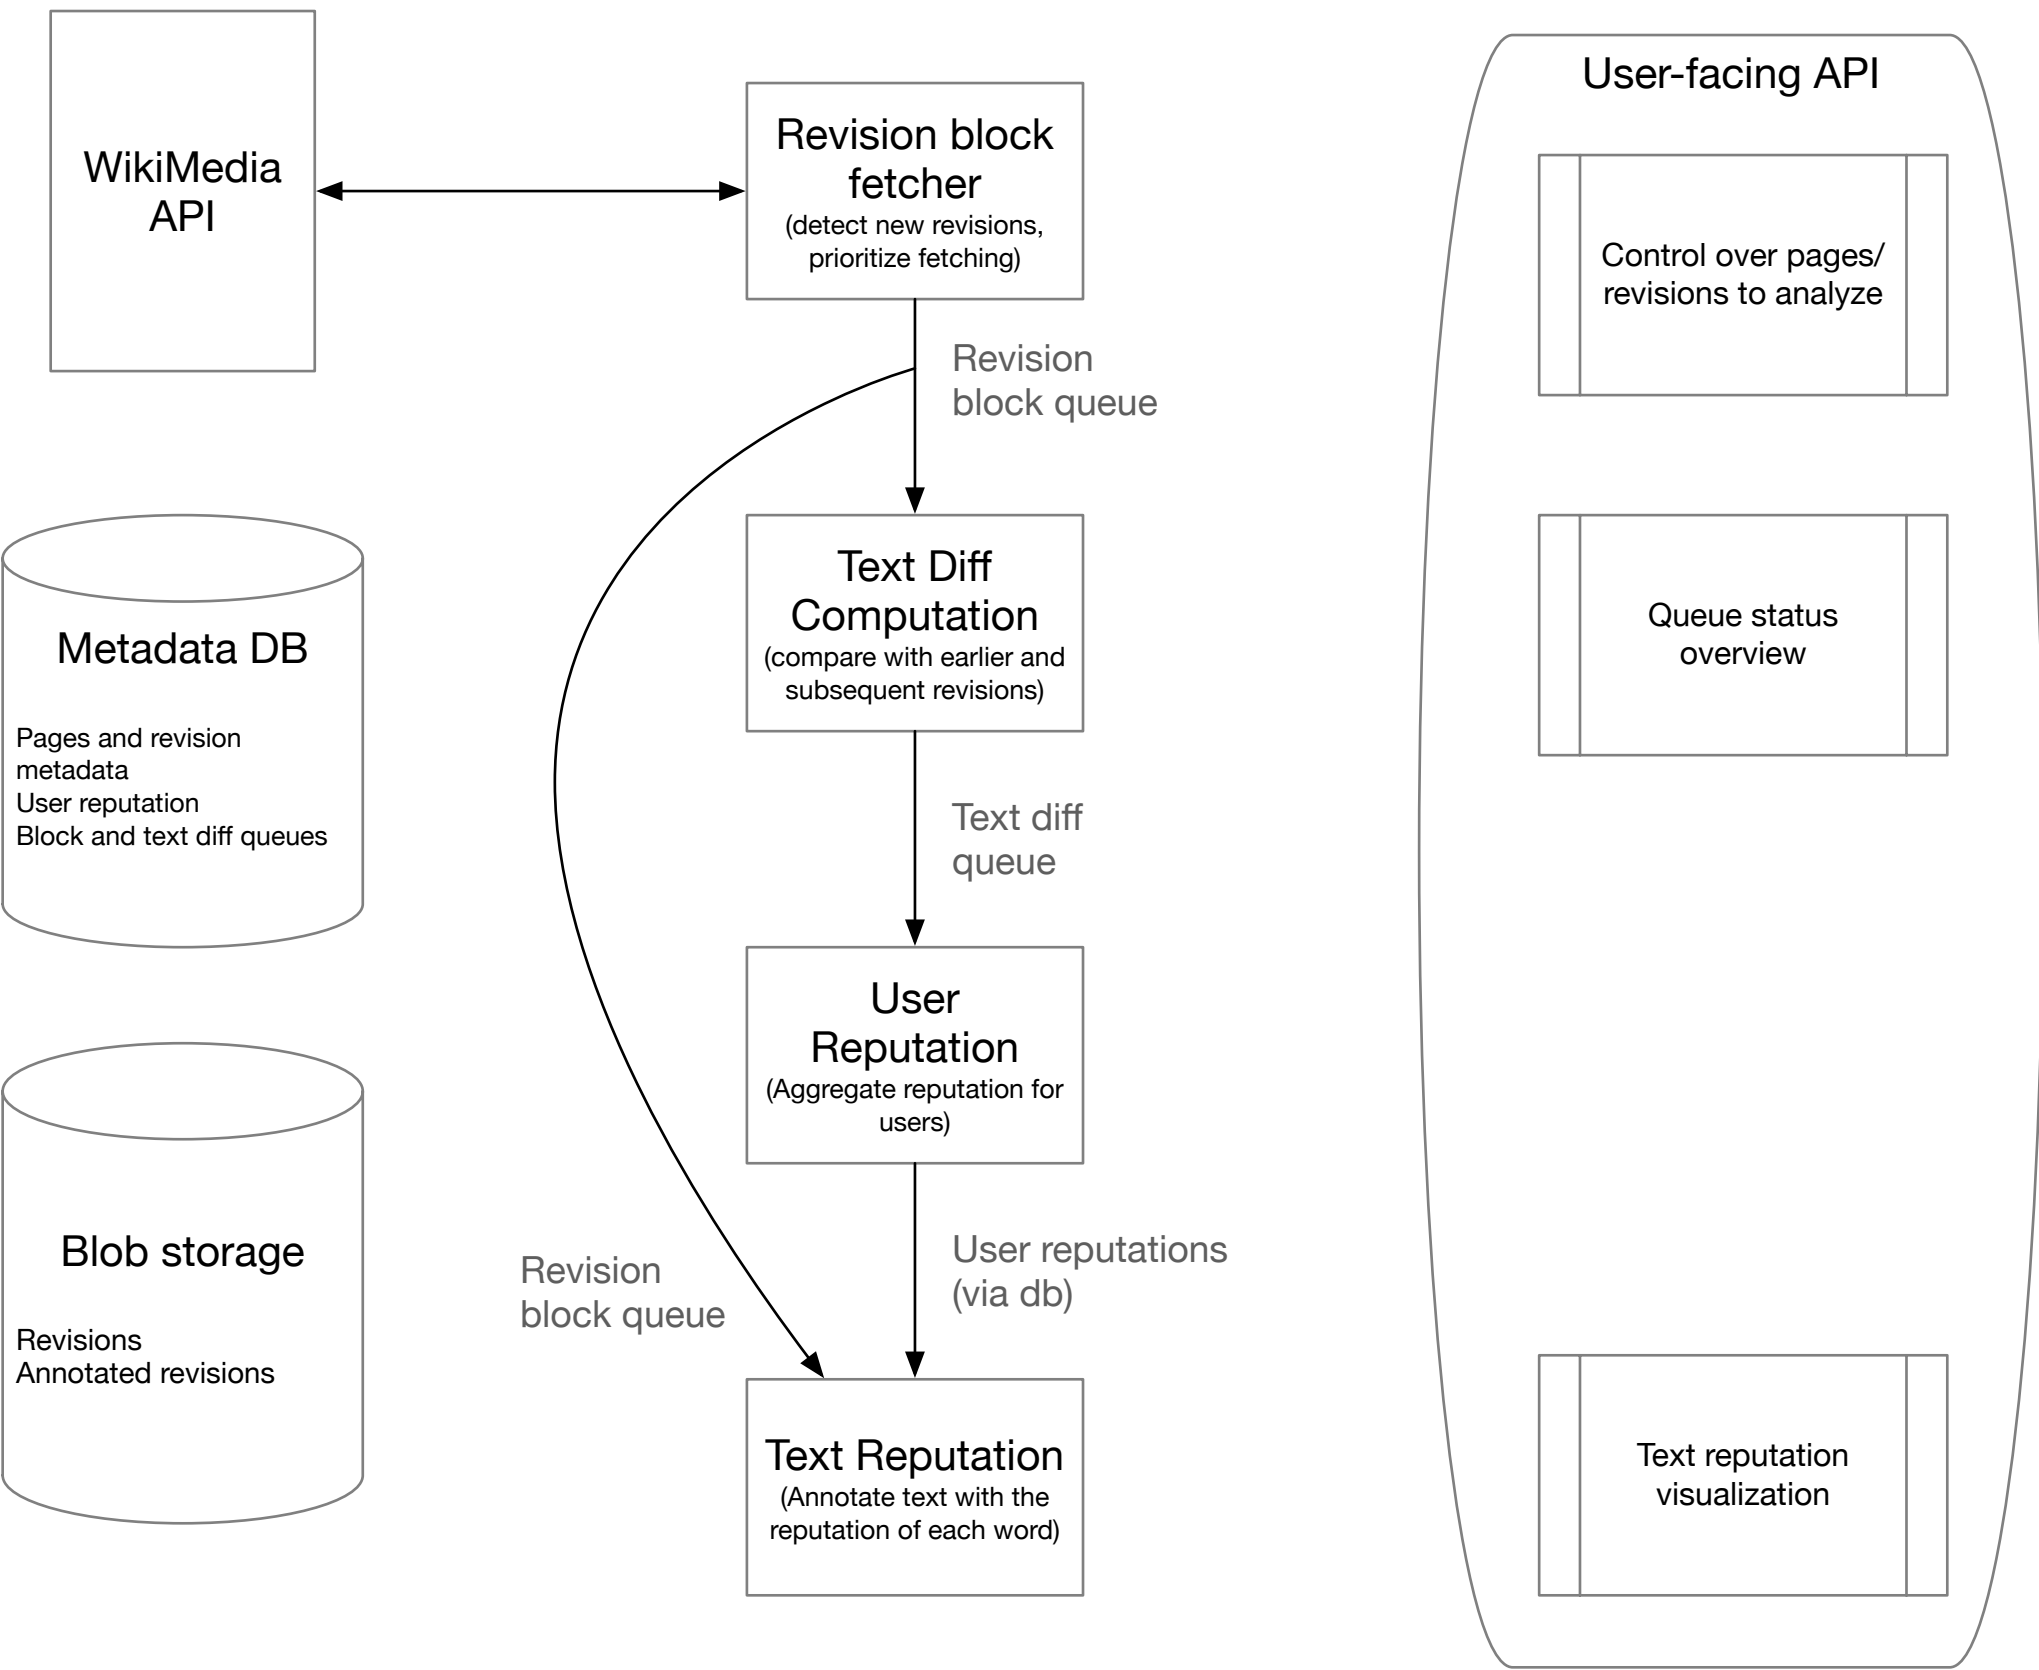 WikiMedia
API
Revision block
fetcher
(detect new revisions,
prioritize fetching)
Revision
block queue
Text Diff
Computation
(compare with earlier and
subsequent revisions)
Text diff
queue
User
Reputation
(Aggregate reputation for
users)
User reputations
(via db)
Revision
block queue
Text Reputation
(Annotate text with the
reputation of each word)
Metadata DB
Pages and revision
metadata
User reputation
Block and text diff queues
Blob storage
Revisions
Annotated revisions
User-facing API
Control over pages/
revisions to analyze
Queue status
overview
Text reputation
visualization